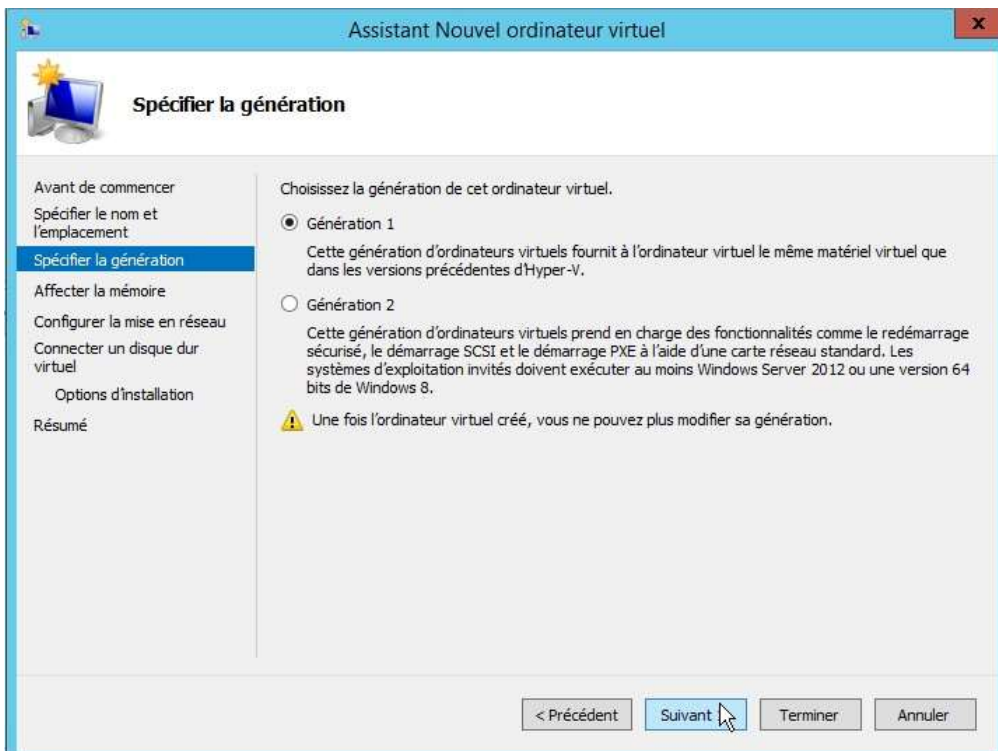 Assistant Nouvel ordinateur virtuel
x
Spécifier la génération
Avant de commencer
Spécifier le nom et
l'emplacement
Spécifier la génération
Affecter la mémoire
Configurer la mise en réseau
Connecter un disque dur
virtuel
Options d'installation
Résumé
Choisissez la génération de cet ordinateur virtuel.
Génération 1
Cette génération d'ordinateurs virtuels fournit à l'ordinateur virtuel le même matériel virtuel que
dans les versions précédentes d'Hyper-V.
Génération 2
Cette génération d'ordinateurs virtuels prend en charge des fonctionnalités comme le redémarrage
sécurisé, le démarrage SCSI et le démarrage PXE à l'aide d'une carte réseau standard. Les
systèmes d'exploitation invités doivent exécuter au moins Windows Server 2012 ou une version 64
bits de Windows 8.
Une fois l'ordinateur virtuel créé, vous ne pouvez plus modifier sa génération.
< Précédent
Suivant
Terminer
Annuler